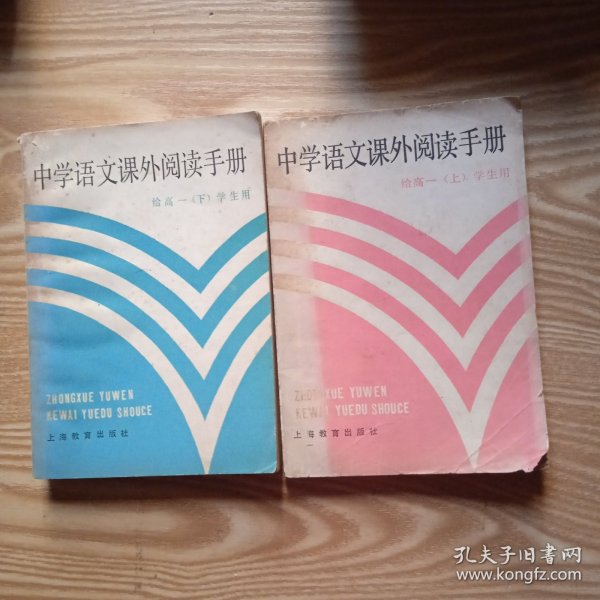 中学语文课外阅读手册
给高一（下）学生用
ZHONGXUE YUWEN
KEWAI YUEDU SHOUCE
上海教育出版社
中学语文课外阅读手册
给高一（上）学生用
ZHONGXUE YUWEN
KEWAI YUEDU SHOUCE
上海教育出版社
孔夫子旧书网
www.kongfz.com